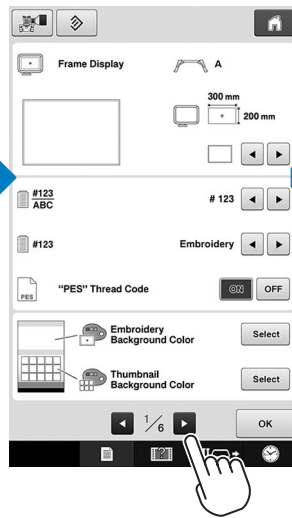 Frame Display
A
300 mm
200 mm
#123
ABC
# 123
#123
Embroidery
PES
"PES" Thread Code
ON OFF
Embroidery
Background Color
Select
Thumbnail
Background Color
Select
1/6
OK